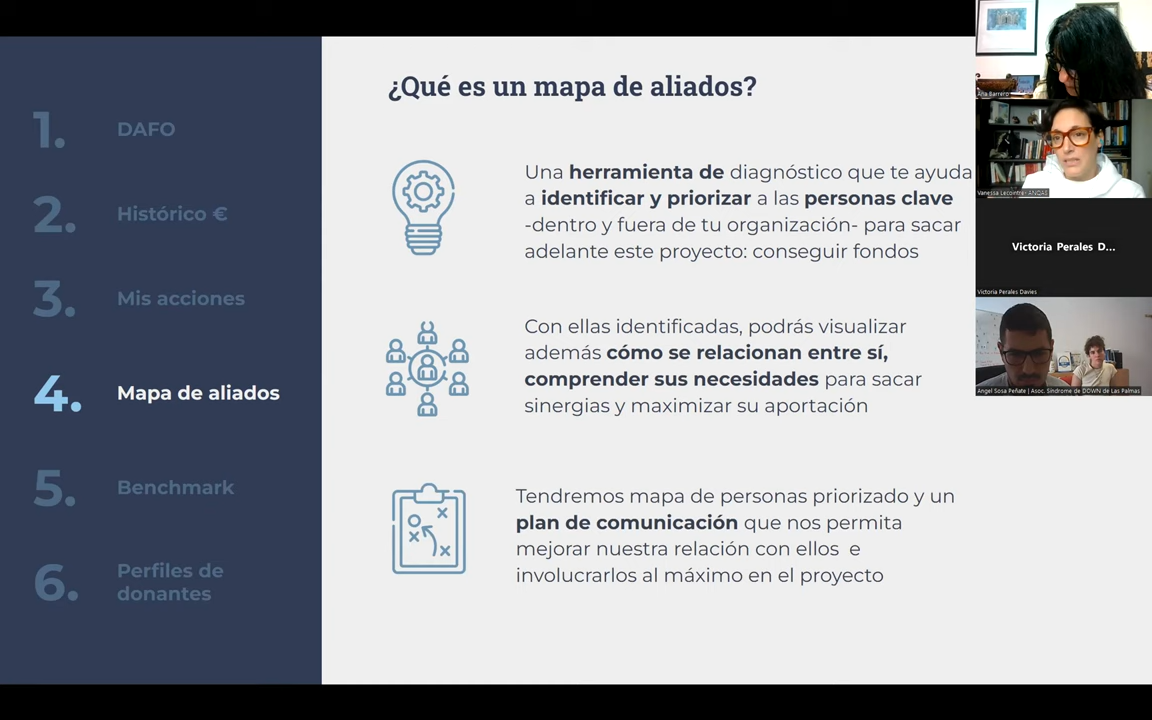 1.
DAFO
2.
Histórico €
3.
Mis acciones
4.
Mapa de aliados
5.
Benchmark
6.
Perfiles de
donantes
¿Qué es un mapa de aliados?
Una herramienta de diagnóstico que te ayuda
a identificar y priorizar a las personas clave
-dentro y fuera de tu organización- para sacar
adelante este proyecto: conseguir fondos
Con ellas identificadas, podrás visualizar
además cómo se relacionan entre sí,
comprender sus necesidades para sacar
sinergias y maximizar su aportación
Tendremos mapa de personas priorizado y un
plan de comunicación que nos permita
mejorar nuestra relación con ellos e
involucrarlos al máximo en el proyecto
Ana Barrero
Vanessa Lecointre - ANQAS
Victoria Perales D...
Victoria Perales Davies
Angel Sosa Peñate | Asoc. Síndrome de DOWN de Las Palmas